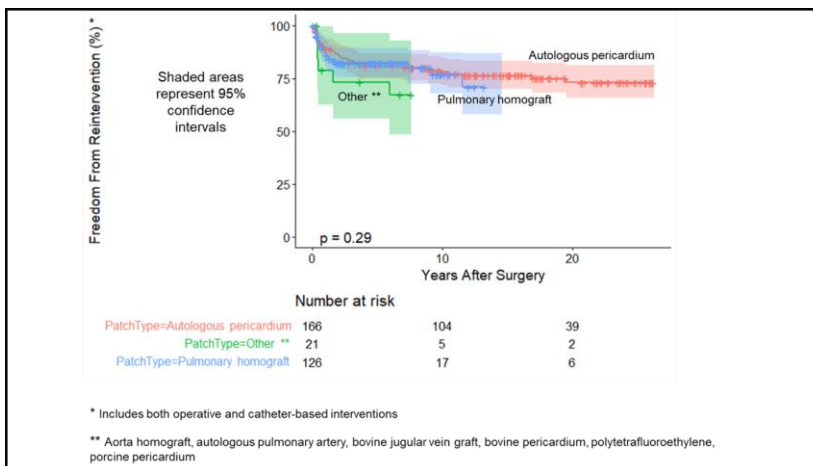 Freedom From Reintervention (%) *
100
75
50
25
0
Shaded areas
represent 95%
confidence
intervals
Autologous pericardium
Other **
Pulmonary homograft
p = 0.29
0
10
20
Years After Surgery
Number at risk
PatchType=Autologous pericardium 166 104 39
PatchType=Other ** 21 5 2
PatchType=Pulmonary homograft 126 17 6
* Includes both operative and catheter-based interventions
** Aorta homograft, autologous pulmonary artery, bovine jugular vein graft, bovine pericardium, polytetrafluoroethylene,
porcine pericardium